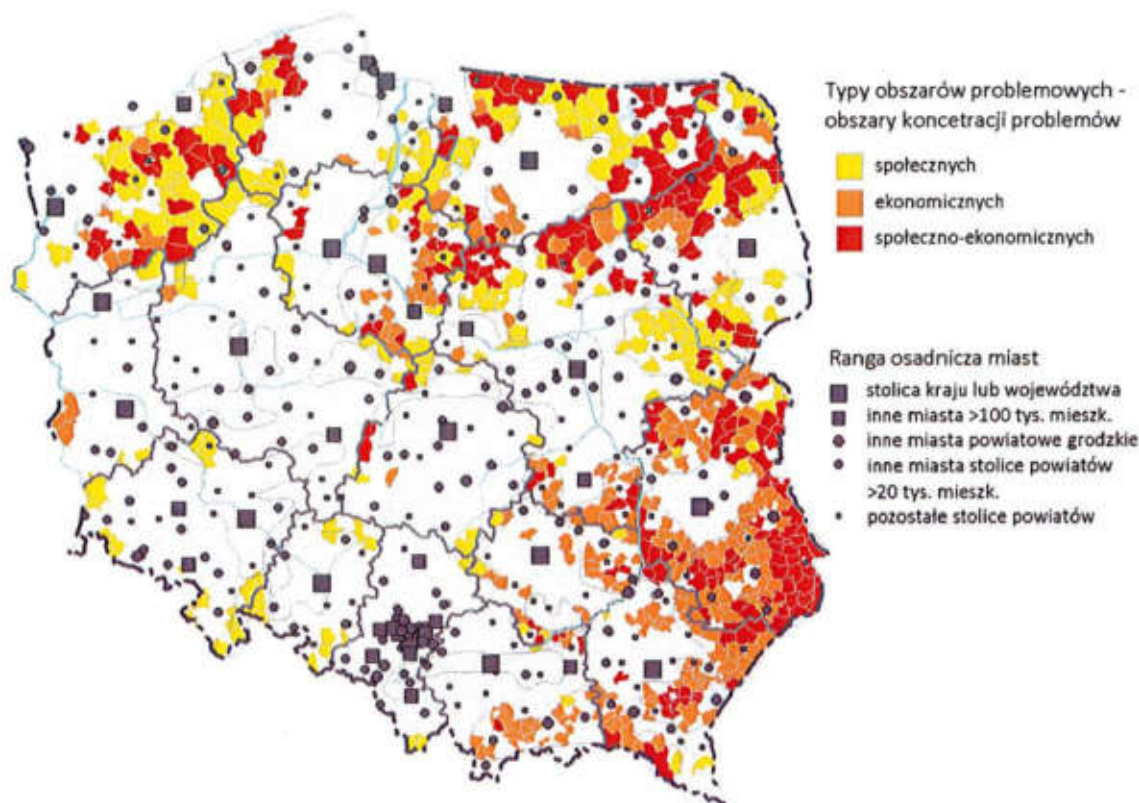 Typy obszarów problemowych -
obszary koncetracji problemów
społecznych
ekonomicznych
społeczno-ekonomicznych
Ranga osadnicza miast
stolica kraju lub województwa
inne miasta >100 tys. mieszk.
inne miasta powiatowe grodzkie
inne miasta stolice powiatów
>20 tys. mieszk.
pozostałe stolice powiatów